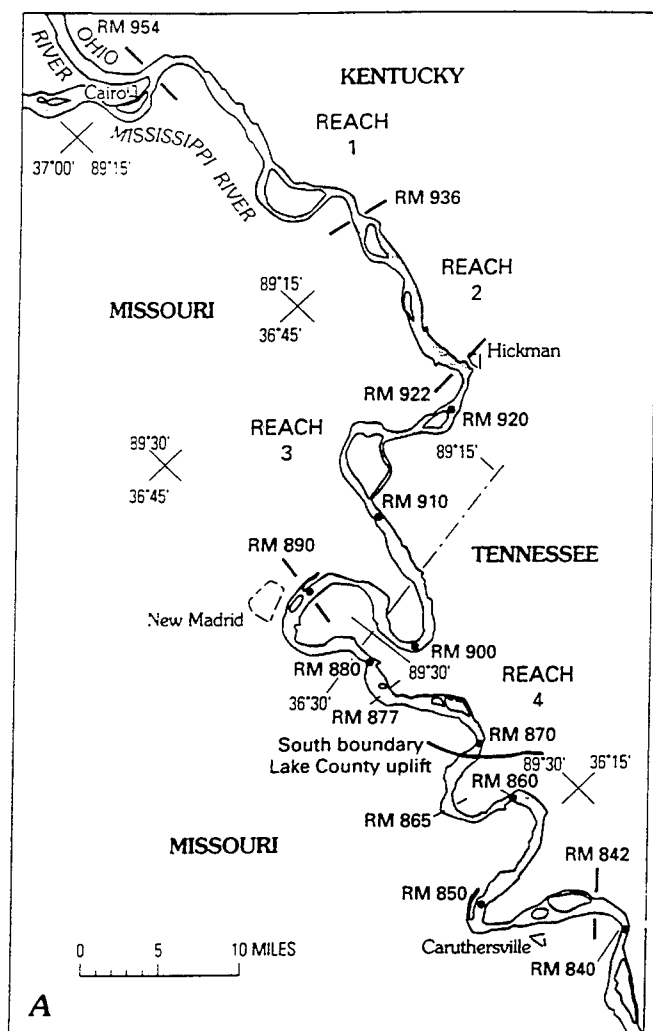 RM 954
OHIO
RIVER
Cairo
KENTUCKY
REACH
1
MISSISSIPPI RIVER
37°00' 89°15'
RM 936
REACH
2
89°15'
36°45'
MISSOURI
Hickman
RM 922
RM 920
REACH
3
89°15'
89°30'
36°45'
RM 910
TENNESSEE
RM 890
New Madrid
RM 900
RM 880
89°30'
36°30'
RM 877
REACH
4
RM 870
South boundary
Lake County uplift
89°30' 36°15'
RM 860
RM 865
MISSOURI
RM 842
RM 850
Caruthersville
RM 840
0 5 10 MILES
A